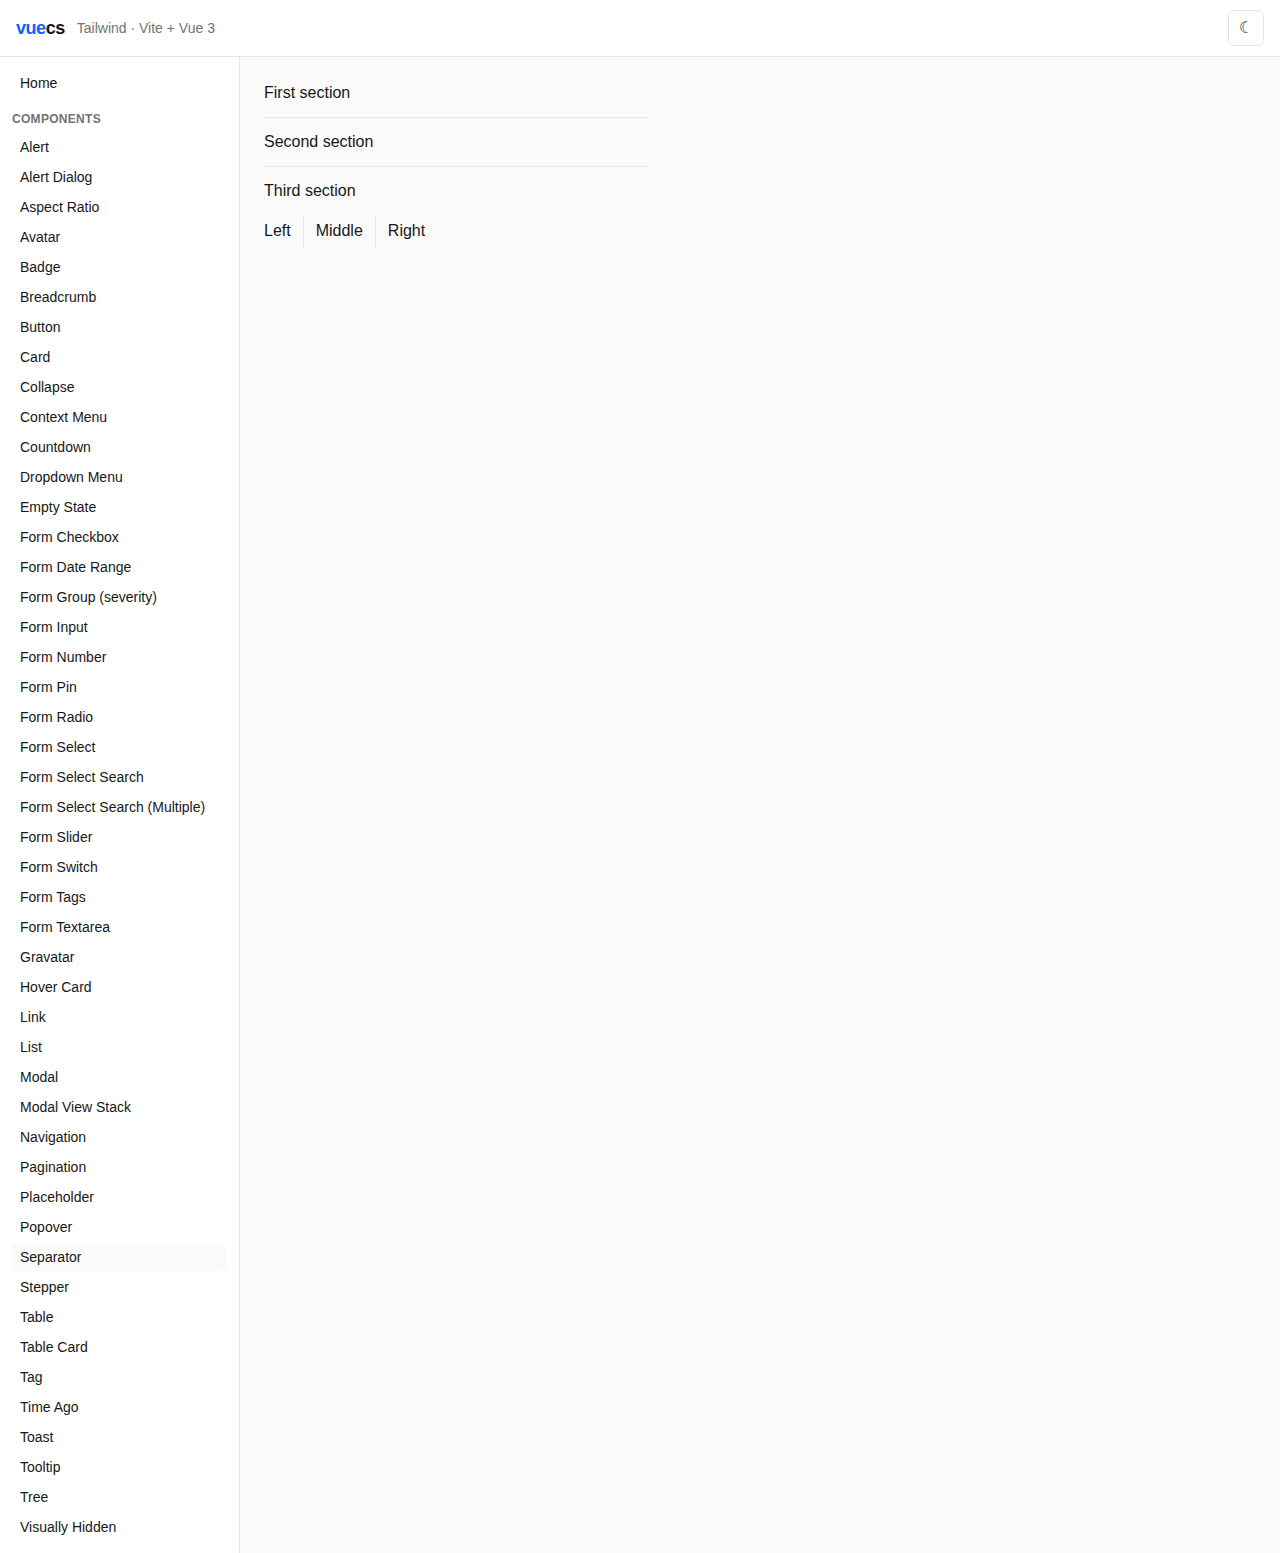 vuecs Tailwind · Vite + Vue 3
Home
COMPONENTS
Alert
Alert Dialog
Aspect Ratio
Avatar
Badge
Breadcrumb
Button
Card
Collapse
Context Menu
Countdown
Dropdown Menu
Empty State
Form Checkbox
Form Date Range
Form Group (severity)
Form Input
Form Number
Form Pin
Form Radio
Form Select
Form Select Search
Form Select Search (Multiple)
Form Slider
Form Switch
Form Tags
Form Textarea
Gravatar
Hover Card
Link
List
Modal
Modal View Stack
Navigation
Pagination
Placeholder
Popover
Separator
Stepper
Table
Table Card
Tag
Time Ago
Toast
Tooltip
Tree
Visually Hidden
First section
Second section
Third section
Left Middle Right